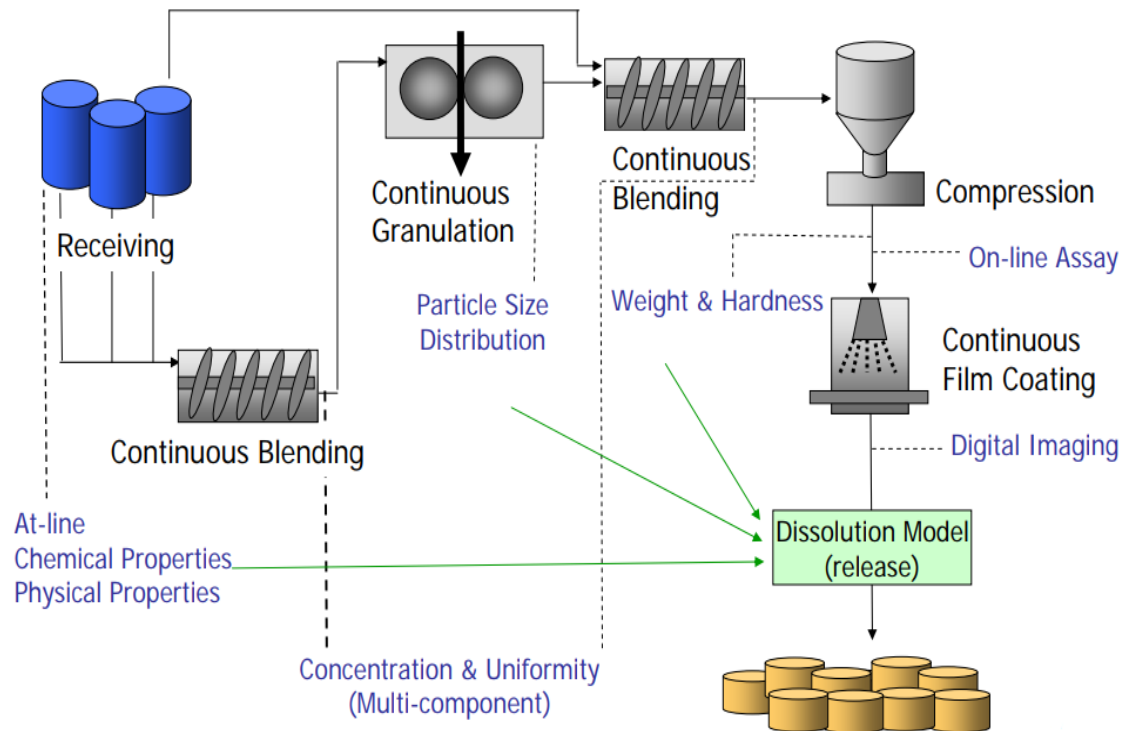 Receiving
Continuous
Granulation
Continuous
Blending
Compression
On-line Assay
Particle Size
Distribution
Weight & Hardness
Continuous
Film Coating
Continuous Blending
Digital Imaging
At-line
Chemical Properties
Physical Properties
Dissolution Model
(release)
Concentration & Uniformity
(Multi-component)